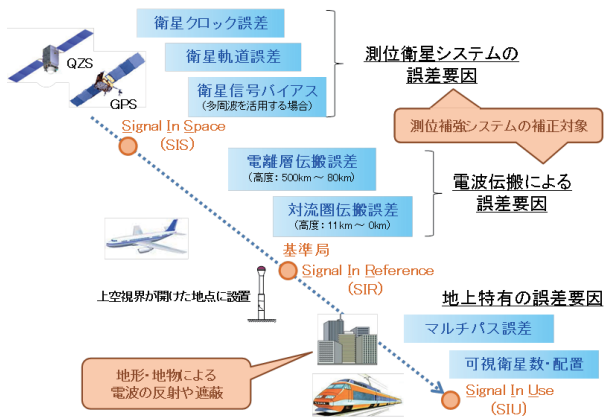 衛星クロック誤差
QZS
衛星軌道誤差
測位衛星システムの
誤差要因
GPS
衛星信号バイアス
(多周波を活用する場合)
Signal In Space
(SIS)
測位補強システムの補正対象
電離層伝搬誤差
(高度:500km～80km)
電波伝搬による
誤差要因
対流圏伝搬誤差
(高度:11km～0km)
基準局
Signal In Reference
(SIR)
上空視界が開けた地点に設置
地上特有の誤差要因
マルチパス誤差
可視衛星数・配置
地形・地物による
電波の反射や遮蔽
Signal In Use
(SIU)